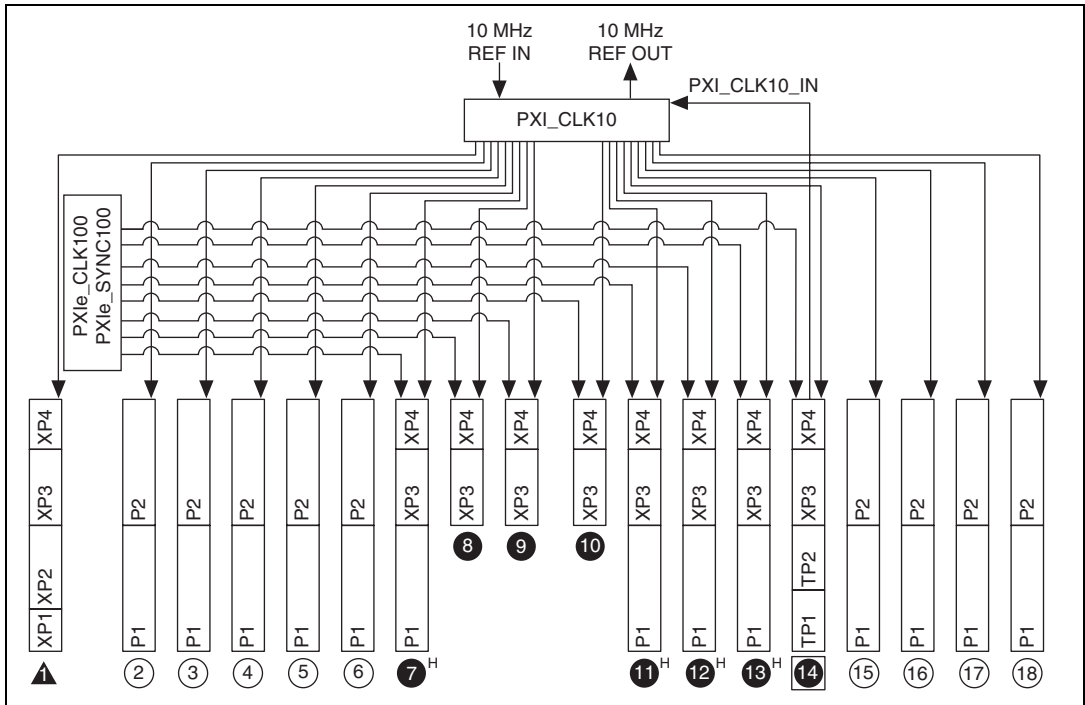 10 MHz
REF IN
10 MHz
REF OUT
PXI_CLK10_IN
PXI_CLK10
PXIe_CLK100
PXIe_SYNC100
XP4
XP3
XP2
XP1
1
P2
P1
2
P2
P1
3
P2
P1
4
P2
P1
5
P2
P1
6
XP4
XP3
P1
7 H
XP4
XP3
8
XP4
XP3
9
XP4
XP3
10
XP4
XP3
P1
11 H
XP4
XP3
P1
12 H
XP4
XP3
P1
13 H
XP4
XP3
TP2
TP1
14
P2
P1
15
P2
P1
16
P2
P1
17
P2
P1
18